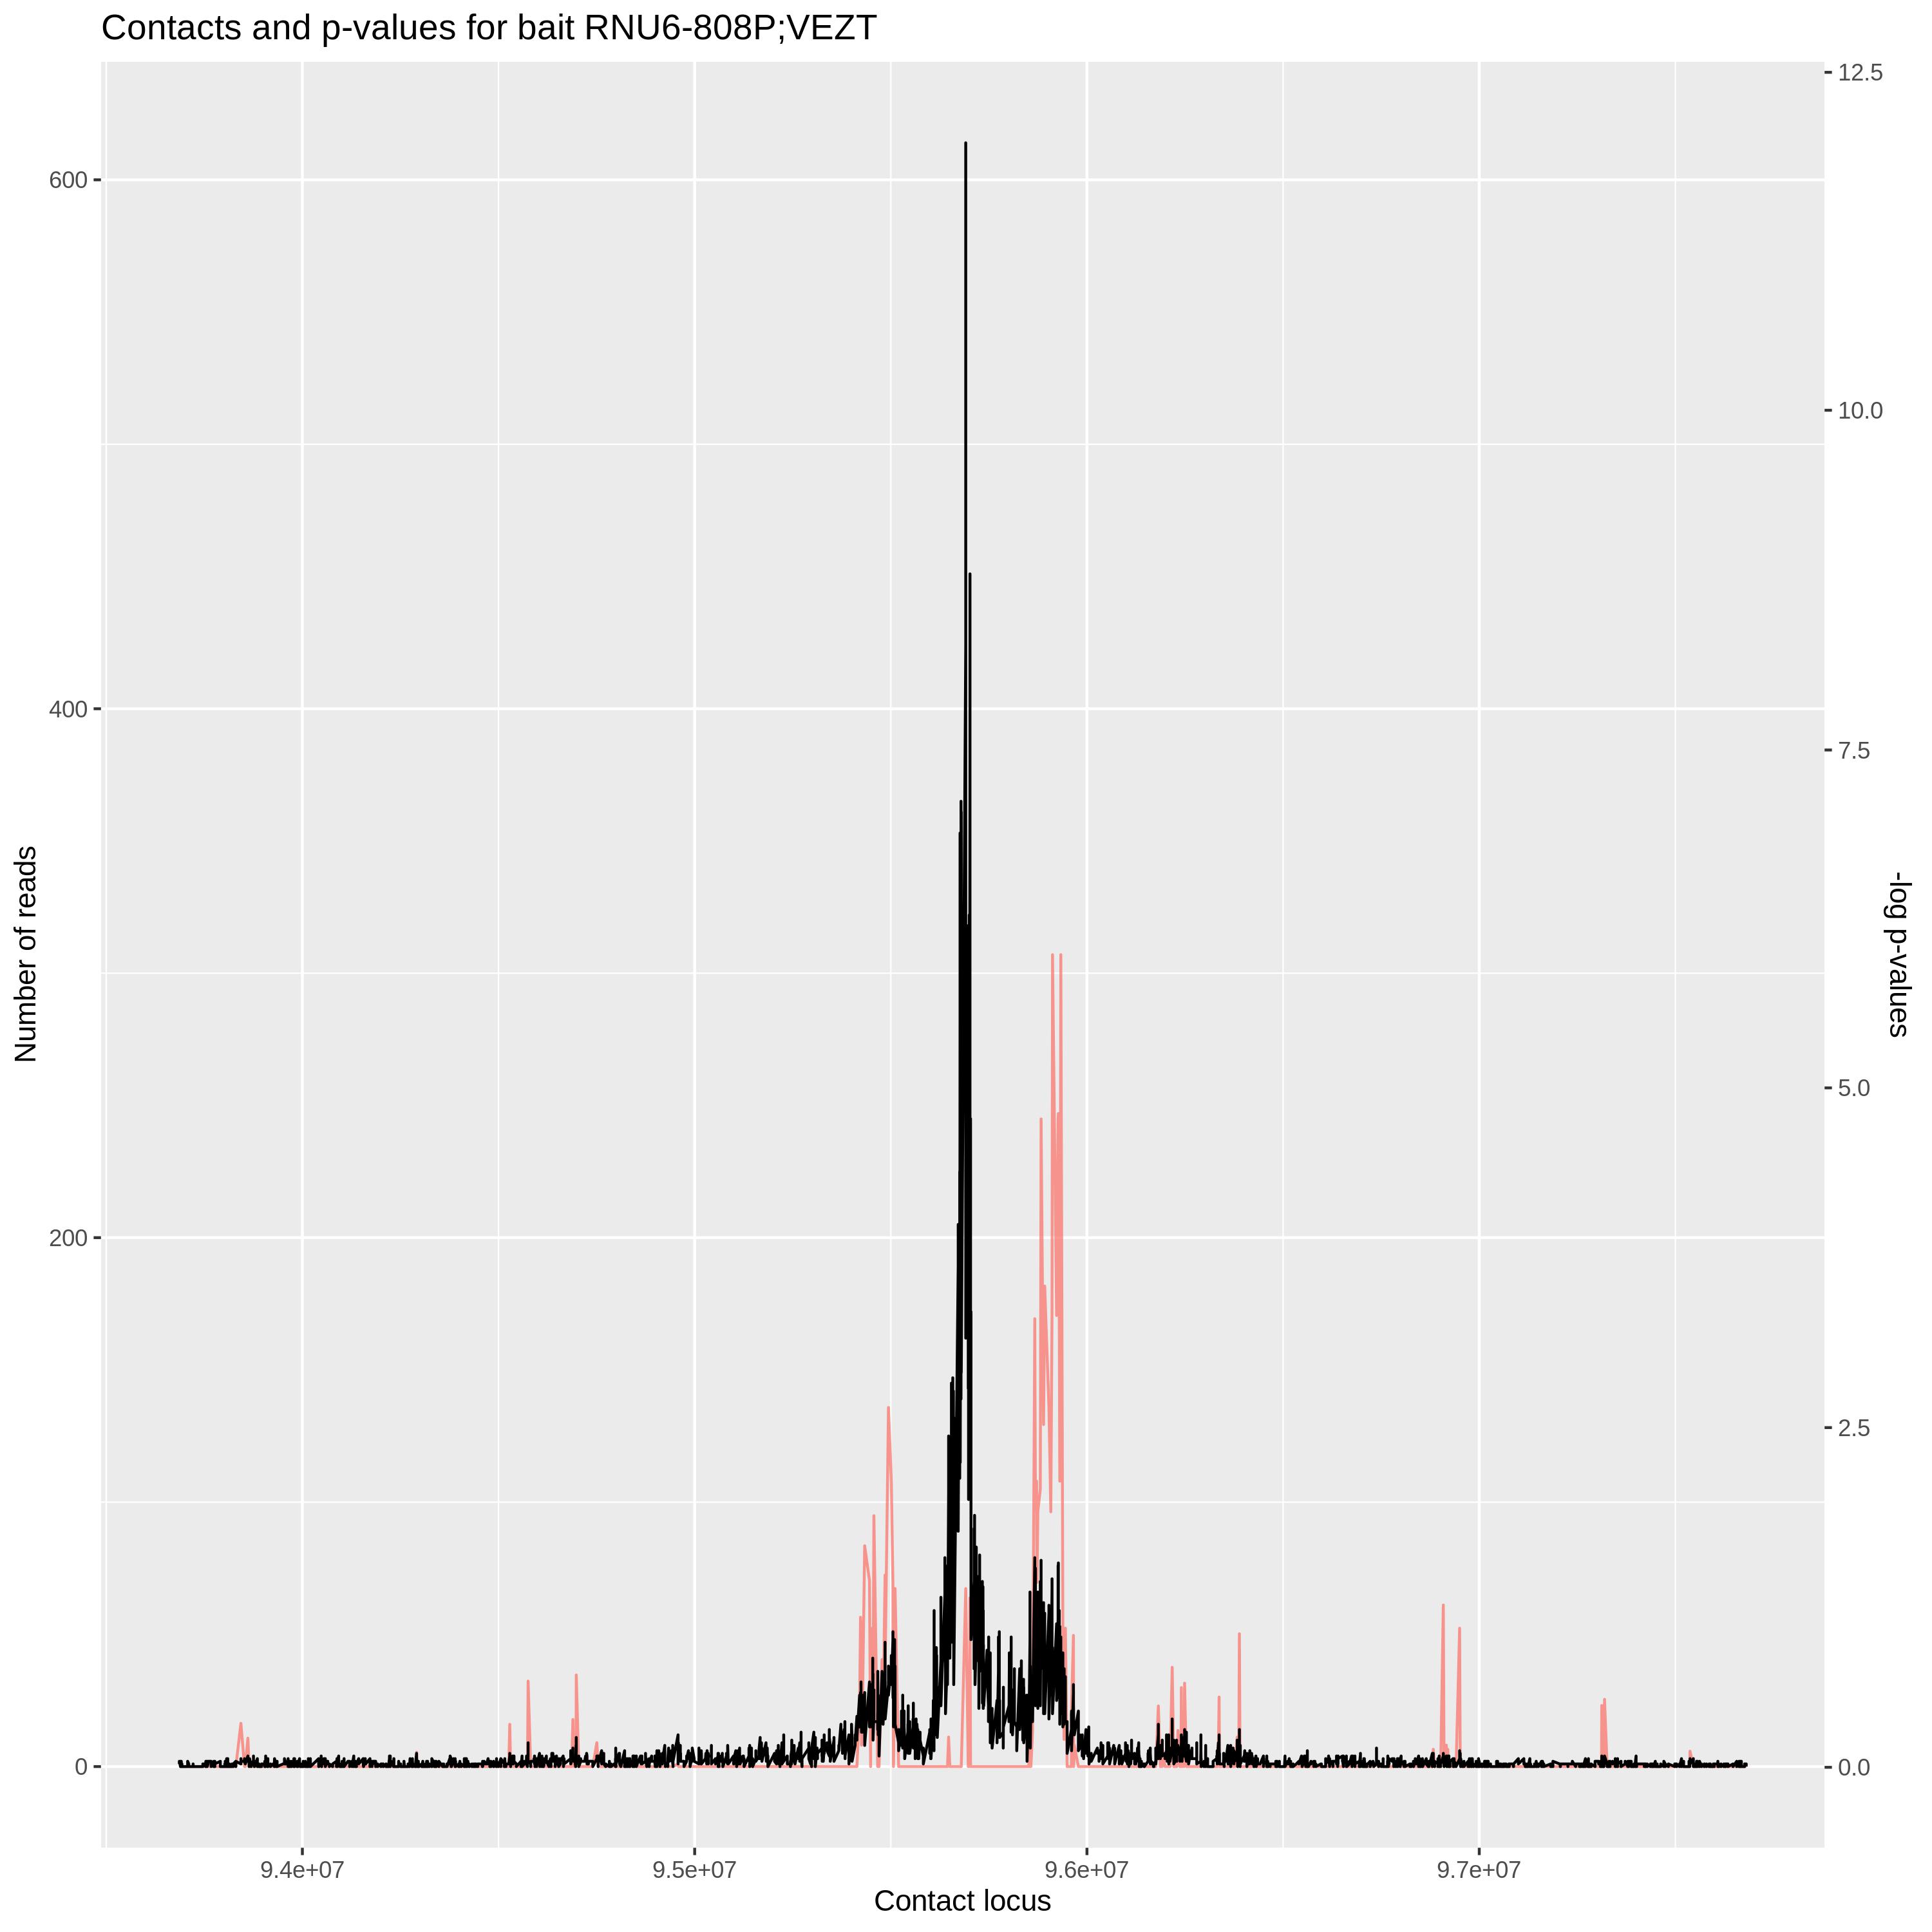 Contacts and p-values for bait RNU6-808P;VEZT
Number of reads
600
400
200
0
12.5
10.0
7.5
5.0
2.5
0.0
-log p-values
9.4e+07
9.5e+07
9.6e+07
9.7e+07
Contact locus